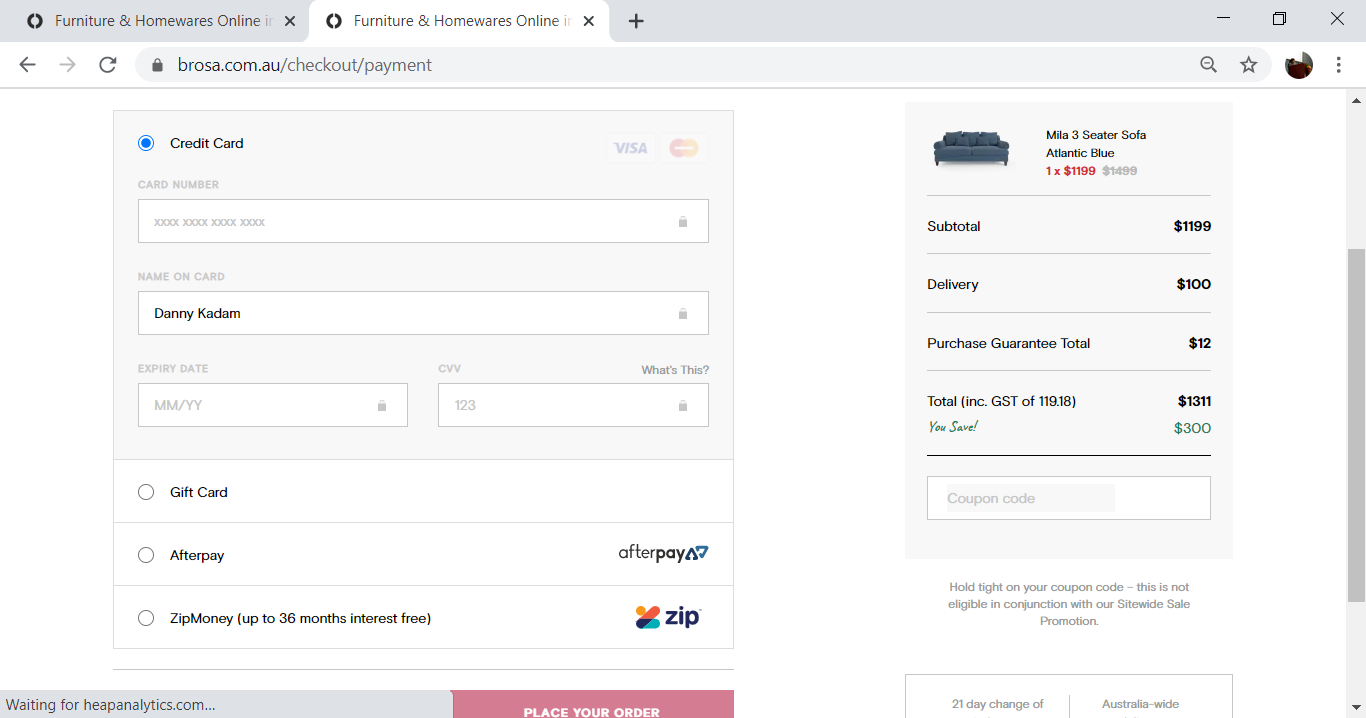 Furniture & Homewares Online in
Furniture & Homewares Online in
brosa.com.au/checkout/payment
Credit Card
VISA
CARD NUMBER
xxxx xxxx xxxx xxxx
NAME ON CARD
Danny Kadam
EXPIRY DATE
CVV
What's This?
MM/YY
123
Gift Card
Afterpay
afterpay
ZipMoney (up to 36 months interest free)
zip
PLACE YOUR ORDER
Waiting for heapanalytics.com...
Mila 3 Seater Sofa
Atlantic Blue
1 x $1199 $1499
Subtotal $1199
Delivery $100
Purchase Guarantee Total $12
Total (inc. GST of 119.18) $1311
You Save! $300
Coupon code
Hold tight on your coupon code – this is not
eligible in conjunction with our Sitewide Sale
Promotion.
21 day change of
Australia-wide